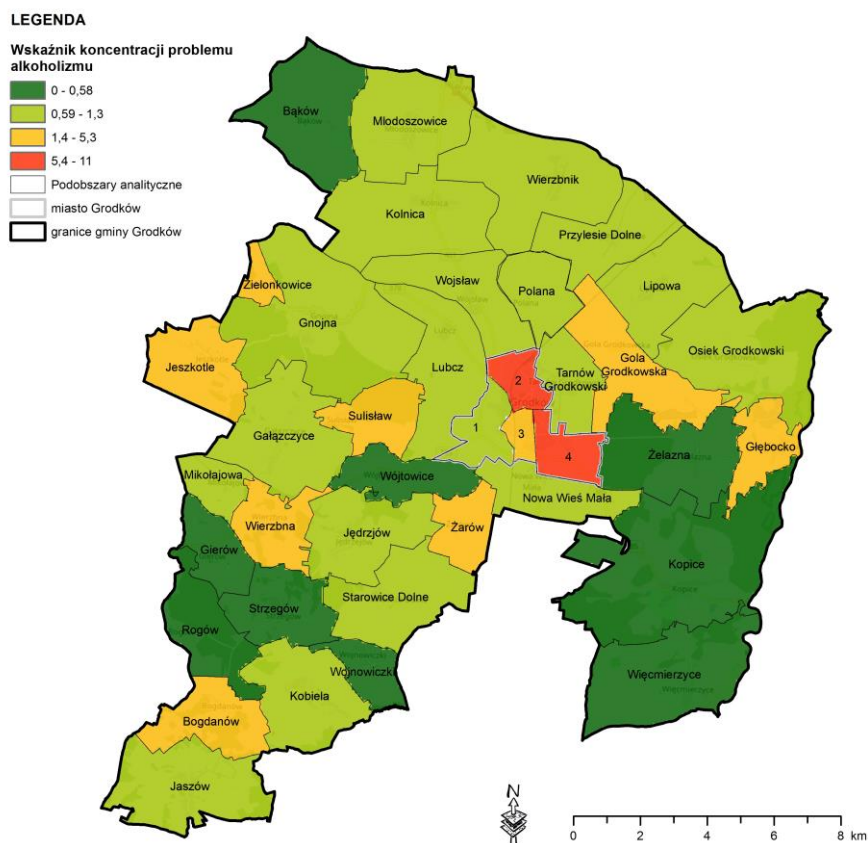 LEGENDA
Wskaźnik koncentracji problemu
alkoholizmu
0 - 0,58
0,59 - 1,3
1,4 - 5,3
5,4 - 11
Podobszary analityczne
miasto Grodków
granice gminy Grodków
Bąków
Młodoszowice
Wierzbnik
Kolnica
Przylesie Dolne
Zielonkowice
Wojsław
Polana
Lipowa
Gnojna
Osiek Grodkowski
Jeszkotle
Lubcz
Tarnów
Grodkowski
Gola
Grodkowska
2
Sulisław
1
3
Gałązczyce
4
Żelazna
Głębocko
Mikołajowa
Wójtowice
Nowa Wieś Mała
Wierzbna
Jędrzjów
Żarów
Gierów
Kopice
Strzegów
Starowice Dolne
Rogów
Wojnowiczki
Więcmierzyce
Kobiela
Bogdanów
Jaszów
N
0 2 4 6 8 km